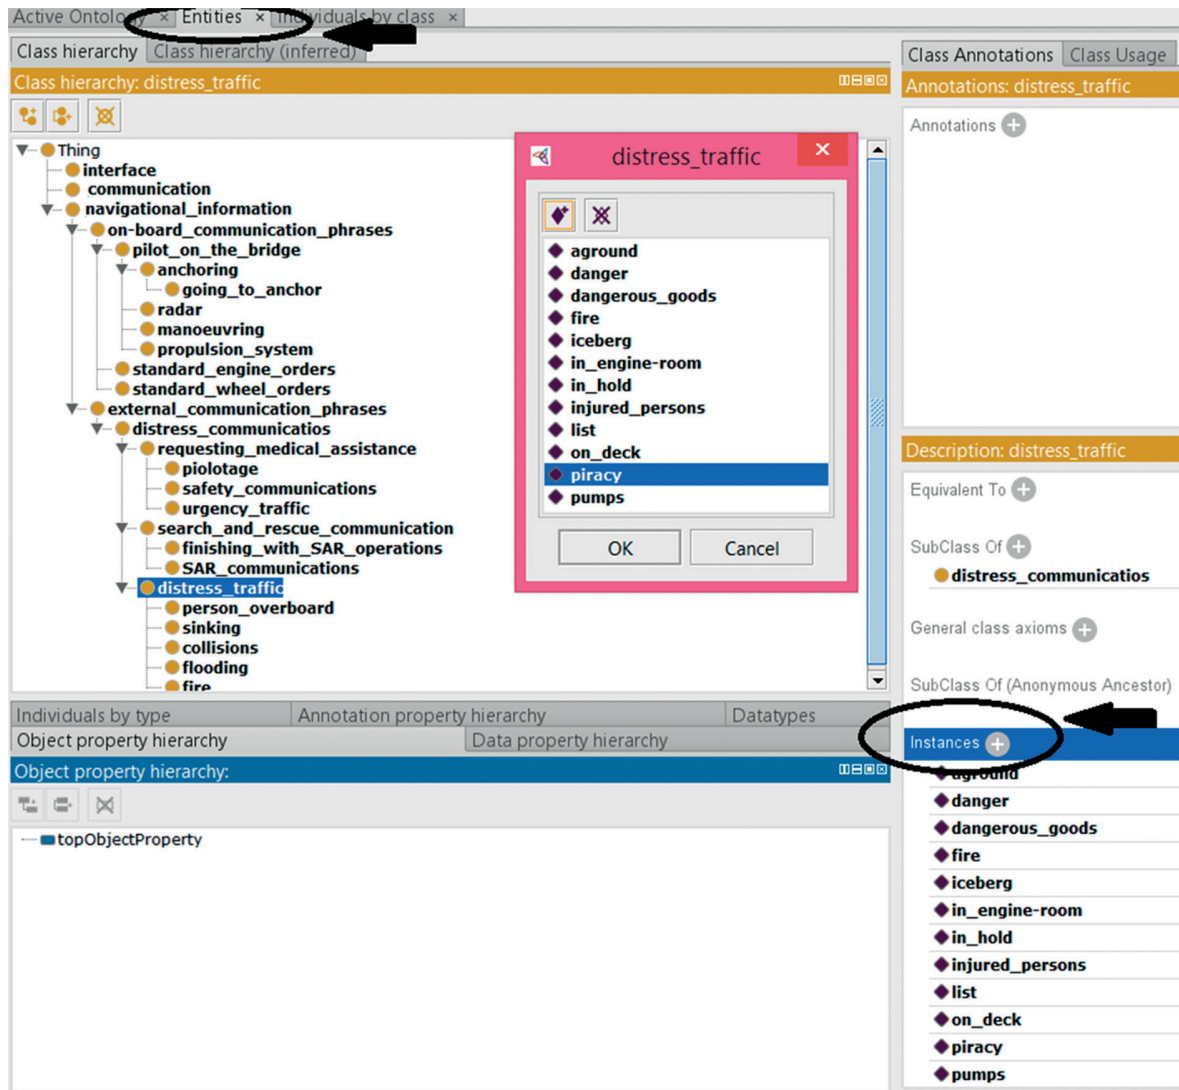 Active Ontology × Entities × Individuals by class ×
Class hierarchy Class hierarchy (inferred)
Class hierarchy: distress_traffic
Thing
interface
communication
navigational_information
on-board_communication_phrases
pilot_on_the_bridge
anchoring
going_to_anchor
radar
manoeuvring
propulsion_system
standard_engine_orders
standard_wheel_orders
external_communication_phrases
distress_communicatios
requesting_medical_assistance
piolotage
safety_communications
urgency_traffic
search_and_rescue_communication
finishing_with_SAR_operations
SAR_communications
distress_traffic
person_overboard
sinking
collisions
flooding
fire
distress_traffic
aground
danger
dangerous_goods
fire
iceberg
in_engine-room
in_hold
injured_persons
list
on_deck
piracy
pumps
OK Cancel
Individuals by type Annotation property hierarchy Datatypes
Object property hierarchy Data property hierarchy
Object property hierarchy:
topObjectProperty
Class Annotations Class Usage
Annotations: distress_traffic
Annotations
Description: distress_traffic
Equivalent To
SubClass Of
distress_communicatios
General class axioms
SubClass Of (Anonymous Ancestor)
Instances
aground
danger
dangerous_goods
fire
iceberg
in_engine-room
in_hold
injured_persons
list
on_deck
piracy
pumps